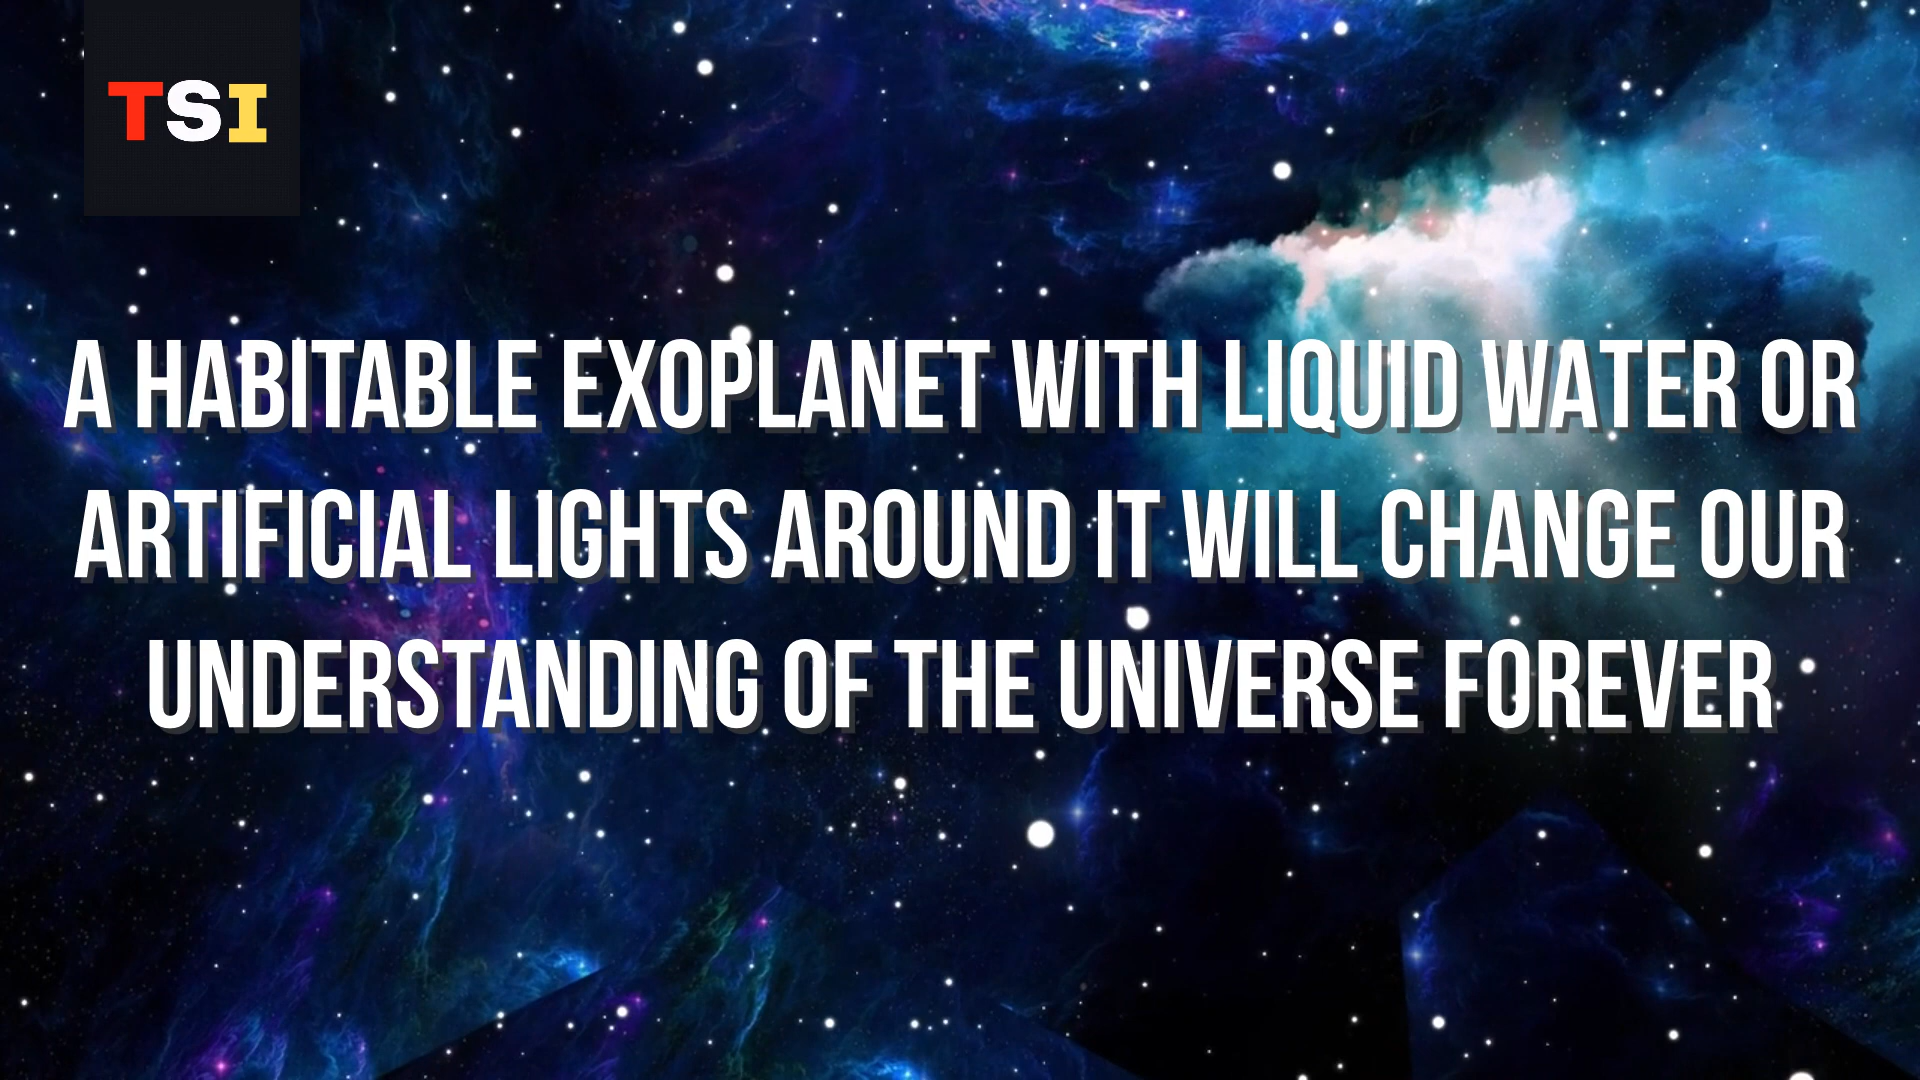 TSI
A HABITABLE EXOPLANET WITH LIQUID WATER OR
ARTIFICIAL LIGHTS AROUND IT WILL CHANGE OUR
UNDERSTANDING OF THE UNIVERSE FOREVER